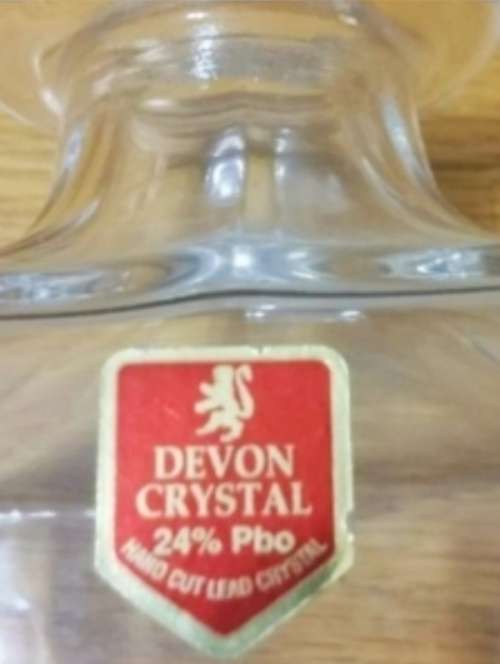 DEVON
CRYSTAL
24% Pbo
HAND CUT LEAD CRYSTAL